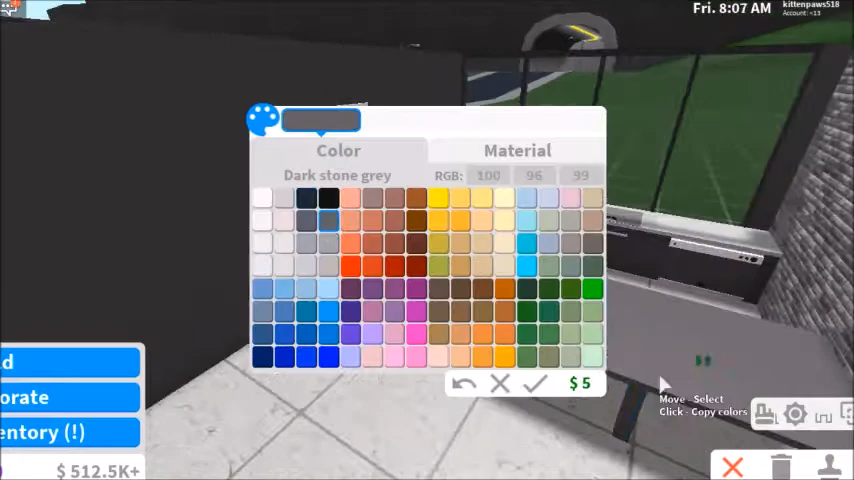 Fri. 8:07 AM
kittenpaws518
Account: <13
Color
Material
Dark stone grey
RGB: 100 96 99
$ 5
Move - Select
Click - Copy colors
d
orate
entory (!)
$ 512.5K+